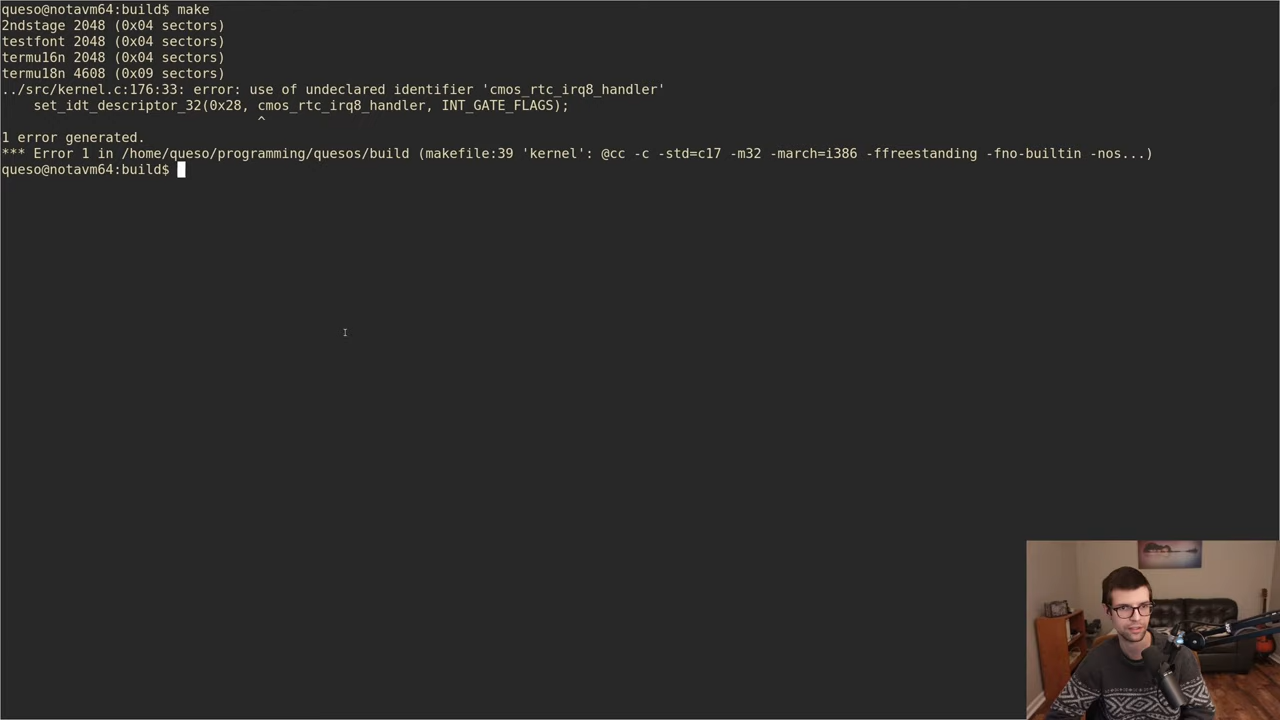 queso@notavm64:build$ make
2ndstage 2048 (0x04 sectors)
testfont 2048 (0x04 sectors)
termu16n 2048 (0x04 sectors)
termu18n 4608 (0x09 sectors)
../src/kernel.c:176:33: error: use of undeclared identifier 'cmos_rtc_irq8_handler'
    set_idt_descriptor_32(0x28, cmos_rtc_irq8_handler, INT_GATE_FLAGS);
                                ^
1 error generated.
*** Error 1 in /home/queso/programming/quesos/build (makefile:39 'kernel': @cc -c -std=c17 -m32 -march=i386 -ffreestanding -fno-builtin -nos...)
queso@notavm64:build$